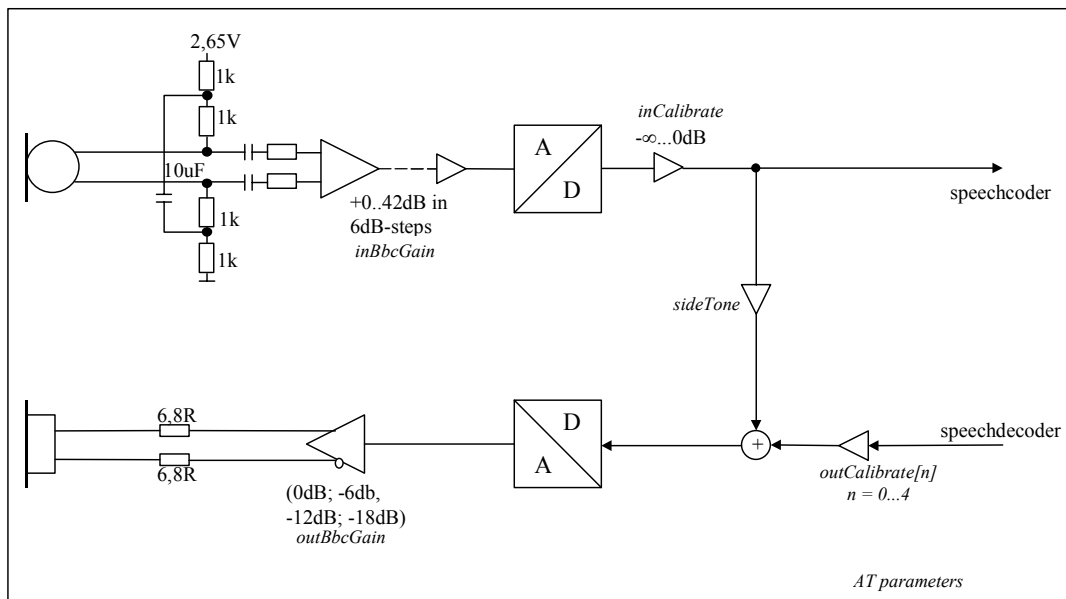 2,65V
1k
1k
10uF
1k
1k
+0..42dB in
6dB-steps
inBbcGain
A
D
inCalibrate
-∞...0dB
speechcoder
sideTone
6,8R
6,8R
(0dB; -6db,
-12dB; -18dB)
outBbcGain
D
A
+
speechdecoder
outCalibrate[n]
n = 0...4
AT parameters